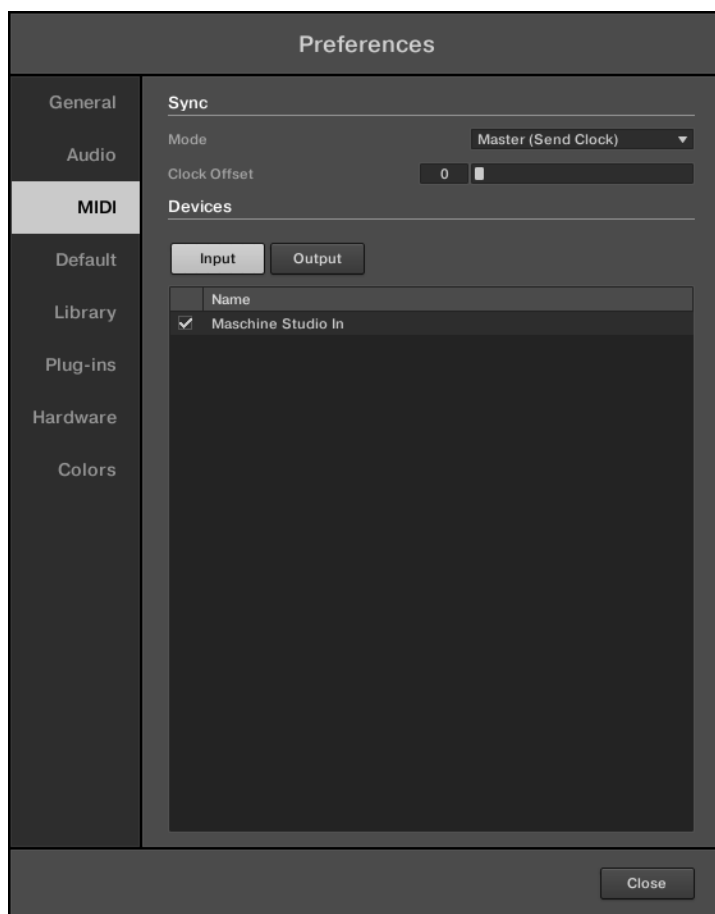 Preferences
General
Audio
MIDI
Default
Library
Plug-ins
Hardware
Colors
Sync
Mode Master (Send Clock)
Clock Offset 0
Devices
Input Output
Name
Maschine Studio In
Close